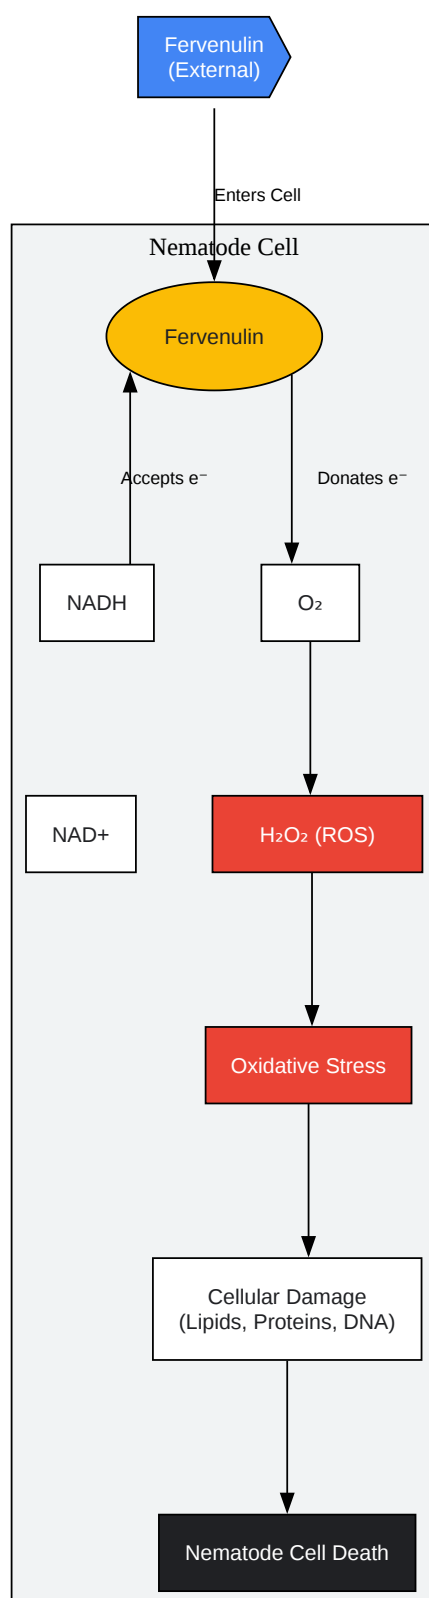 Fervenulin
(External)
Enters Cell
Nematode Cell
Fervenulin
Accepts e⁻
Donates e⁻
NADH
O₂
NAD+
H₂O₂ (ROS)
Oxidative Stress
Cellular Damage
(Lipids, Proteins, DNA)
Nematode Cell Death